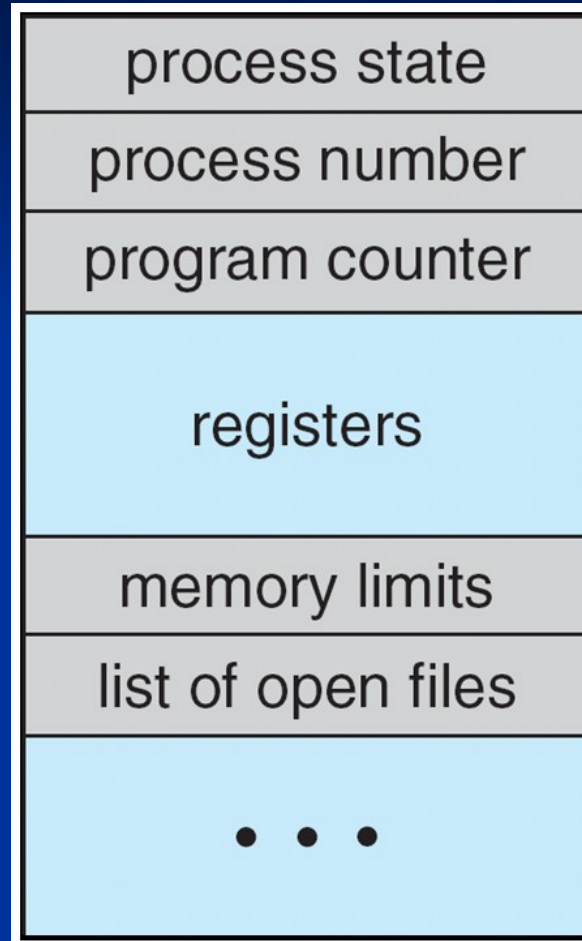 process state
process number
program counter
registers
memory limits
list of open files
• • •